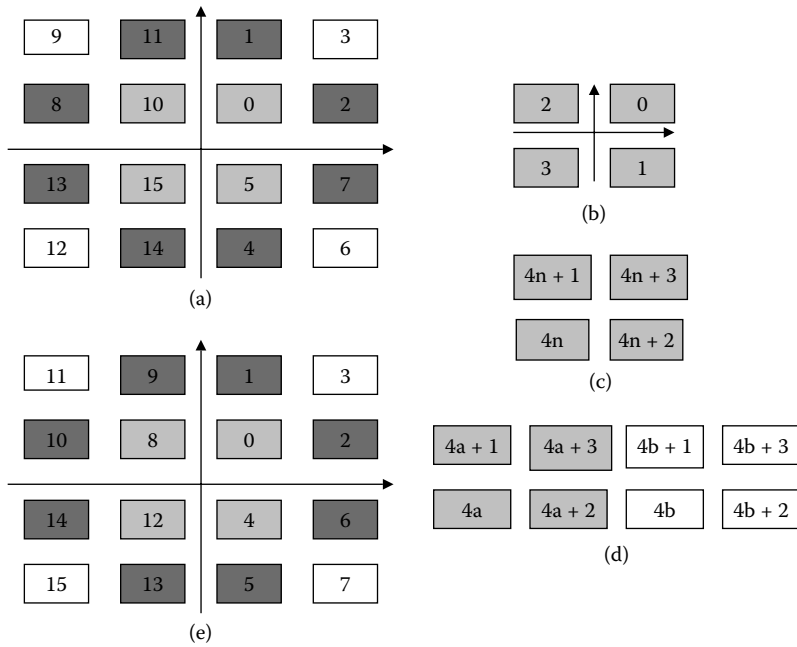 9 11 1 3
8 10 0 2
13 15 5 7
12 14 4 6
(a)
2 0
3 1
(b)
4n + 1 4n + 3
4n 4n + 2
(c)
4a + 1 4a + 3 4b + 1 4b + 3
4a 4a + 2 4b 4b + 2
(d)
11 9 1 3
10 8 0 2
14 12 4 6
15 13 5 7
(e)